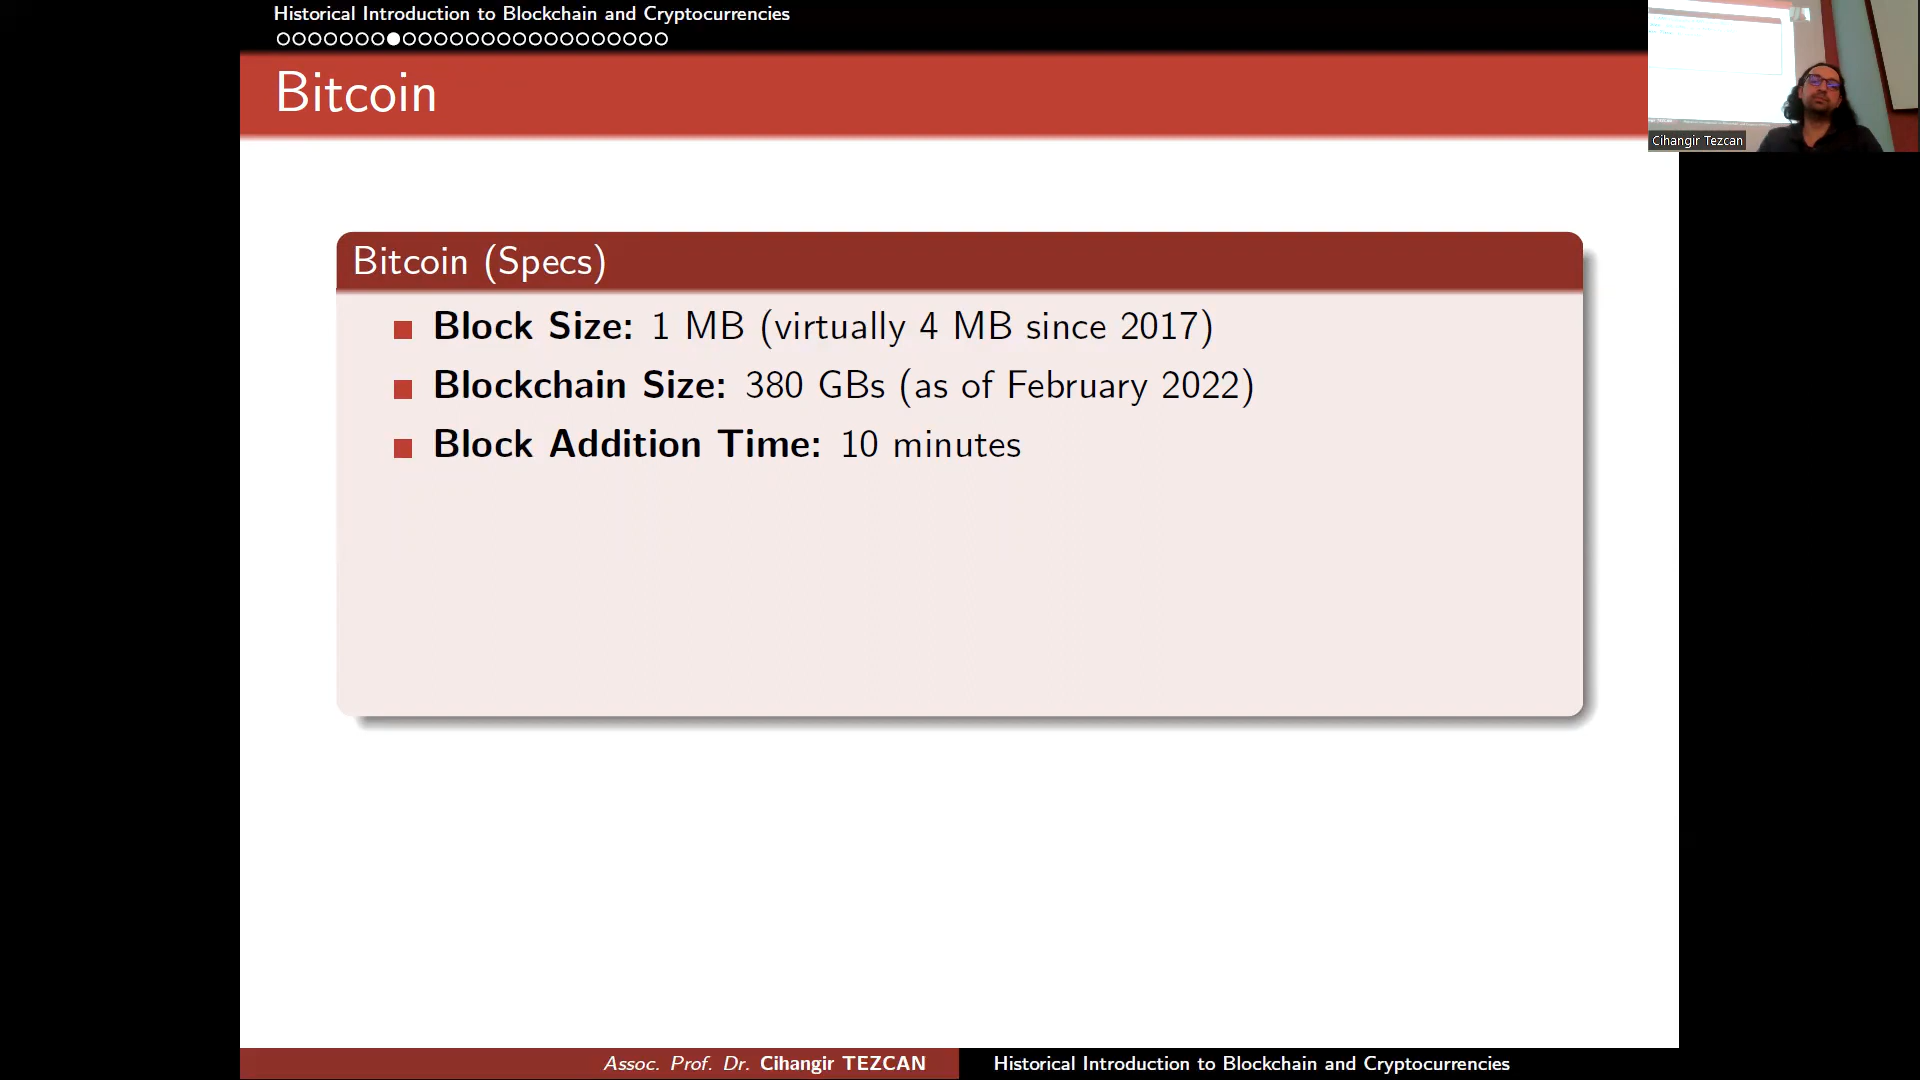 Historical Introduction to Blockchain and Cryptocurrencies
Bitcoin
Cihangir Tezcan
Bitcoin (Specs)
Block Size: 1 MB (virtually 4 MB since 2017)
Blockchain Size: 380 GBs (as of February 2022)
Block Addition Time: 10 minutes
Assoc. Prof. Dr. Cihangir TEZCAN
Historical Introduction to Blockchain and Cryptocurrencies